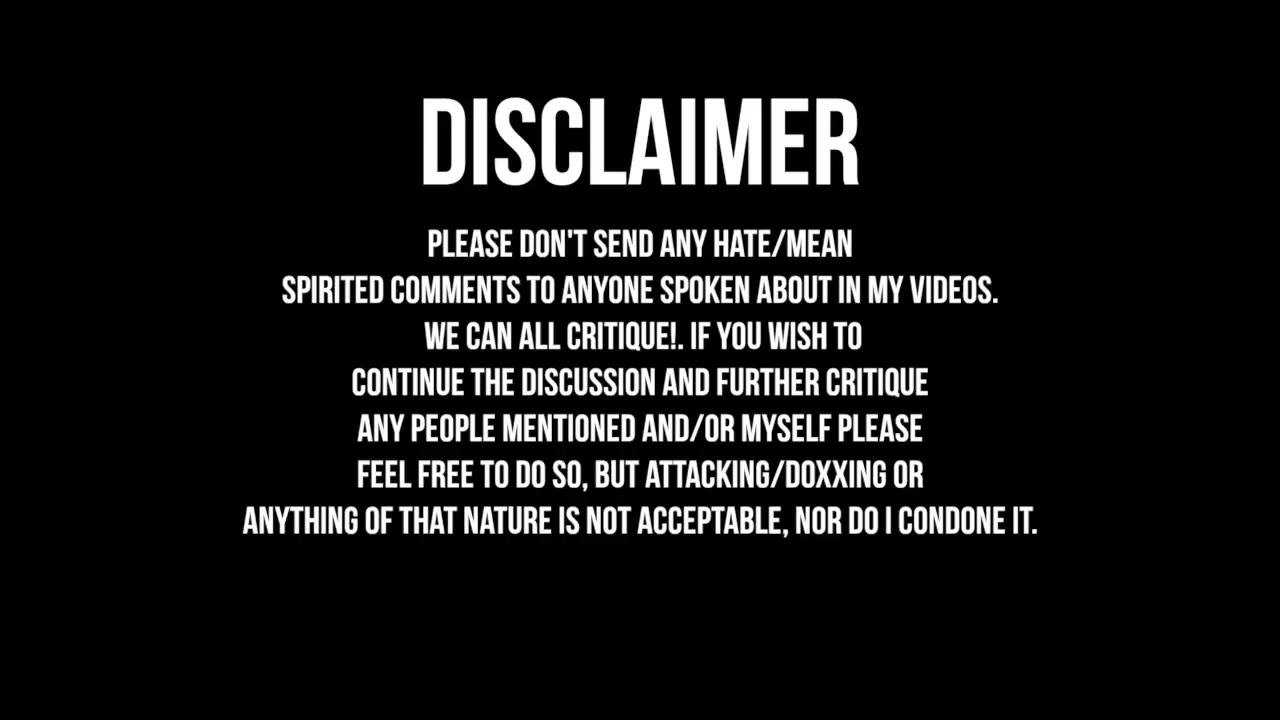 DISCLAIMER
PLEASE DON'T SEND ANY HATE/MEAN
SPIRITED COMMENTS TO ANYONE SPOKEN ABOUT IN MY VIDEOS.
WE CAN ALL CRITIQUE!. IF YOU WISH TO
CONTINUE THE DISCUSSION AND FURTHER CRITIQUE
ANY PEOPLE MENTIONED AND/OR MYSELF PLEASE
FEEL FREE TO DO SO, BUT ATTACKING/DOXXING OR
ANYTHING OF THAT NATURE IS NOT ACCEPTABLE, NOR DO I CONDONE IT.